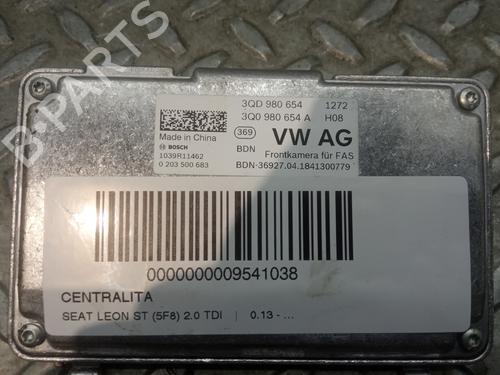 3QD 980 654 1272
3Q0 980 654 A H08
Made in China
369 BDN VW AG
BOSCH
1039R11462
0 203 500 683
Frontkamera für FAS
BDN-36927.04.1841300779
0000000009541038
CENTRALITA
SEAT LEON ST (5F8) 2.0 TDI | 0.13 - ...
B-PARTS